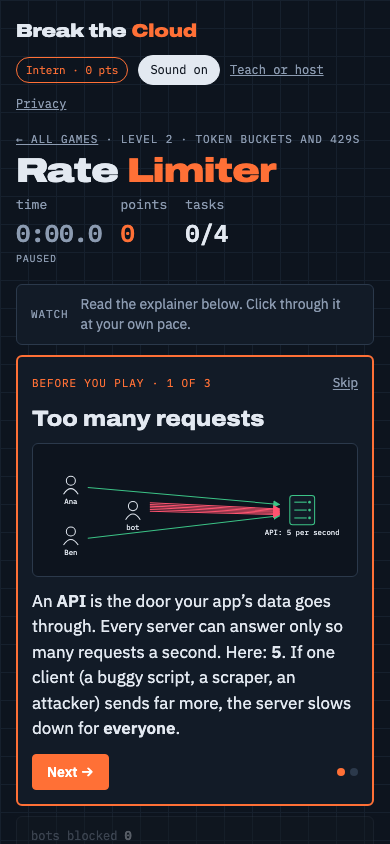 Break the Cloud
Intern · 0 pts
Sound on
Teach or host
Privacy
← ALL GAMES · LEVEL 2 · TOKEN BUCKETS AND 429S
Rate Limiter
time points tasks
0:00.0 0 0/4
PAUSED
WATCH
Read the explainer below. Click through it
at your own pace.
BEFORE YOU PLAY · 1 OF 3
Skip
Too many requests
Ana
bot
Ben
API: 5 per second
An API is the door your app’s data goes
through. Every server can answer only so
many requests a second. Here: 5. If one
client (a buggy script, a scraper, an
attacker) sends far more, the server slows
down for everyone.
Next →
bots blocked 0